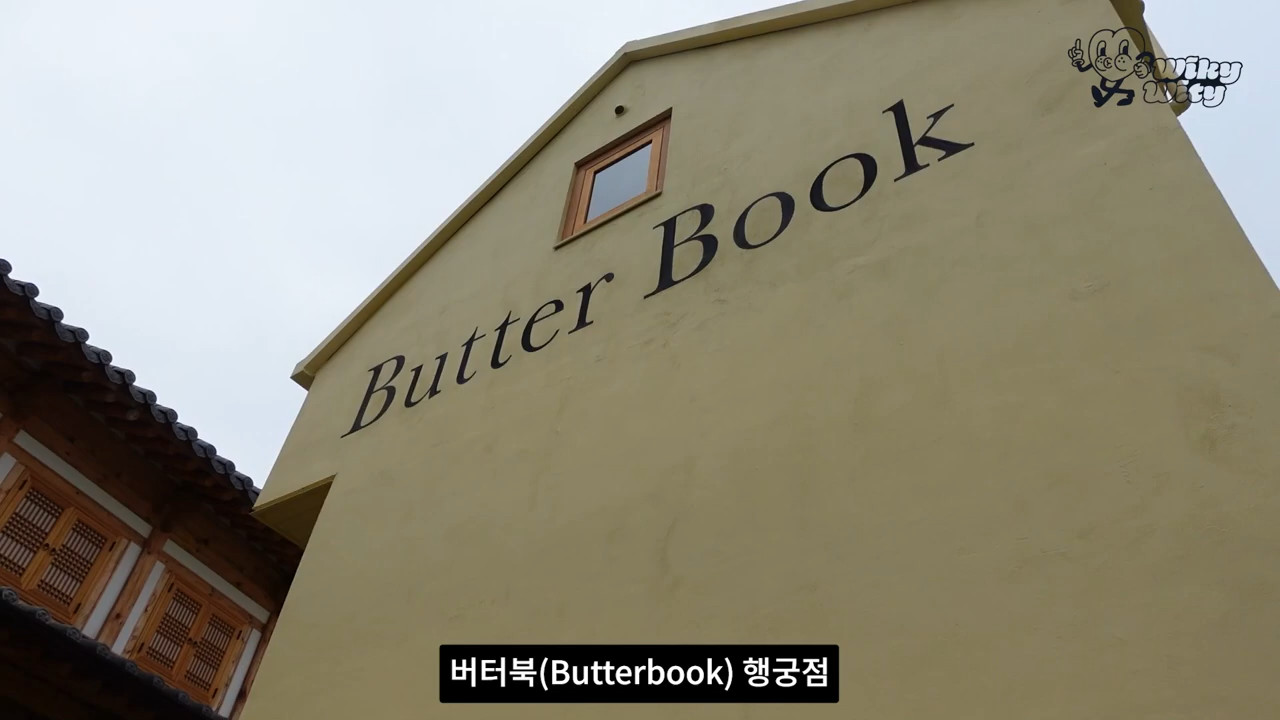 Wiky
Wity
Butter Book
버터북(Butterbook) 행궁점